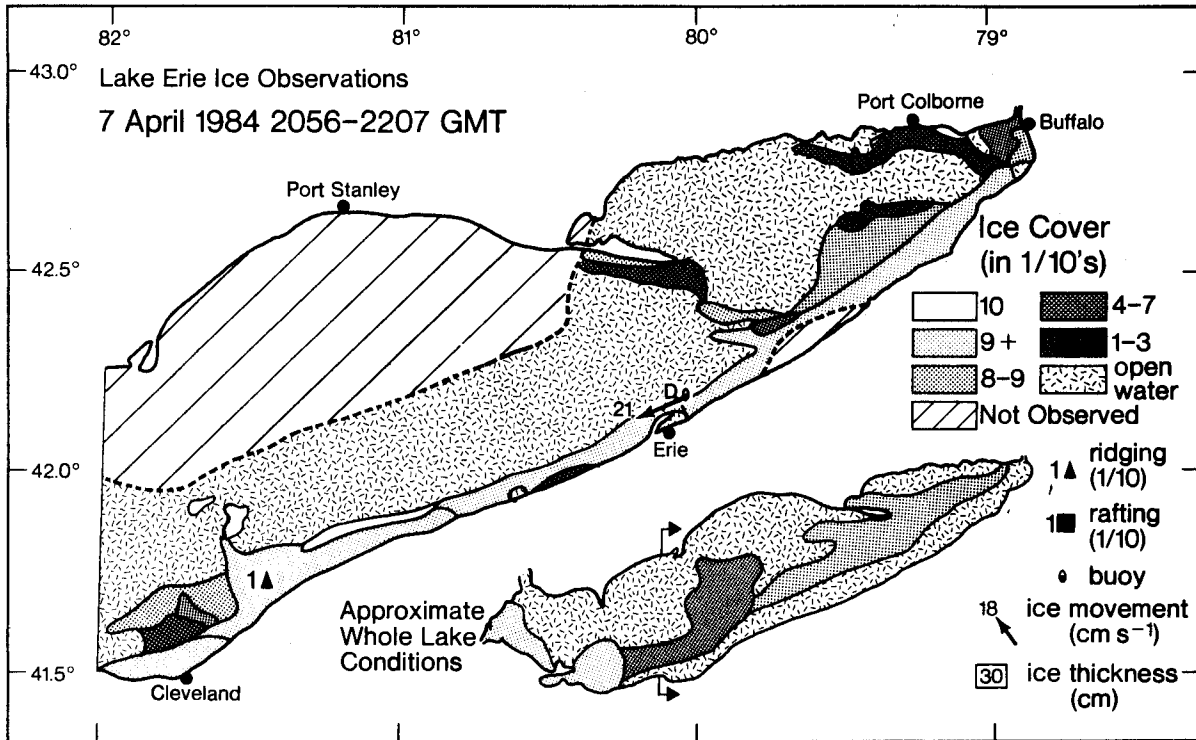 82°
81°
80°
79°
43.0°
Lake Erie Ice Observations
7 April 1984 2056–2207 GMT
Port Colborne
Buffalo
Port Stanley
Ice Cover
(in 1/10's)
42.5°
10
4–7
9 +
1–3
8–9
open
water
Not Observed
D
21
Erie
42.0°
1
ridging
(1/10)
1
rafting
(1/10)
buoy
18
ice movement
(cm s⁻¹)
30
ice thickness
(cm)
1
Approximate
Whole Lake
Conditions
41.5°
Cleveland